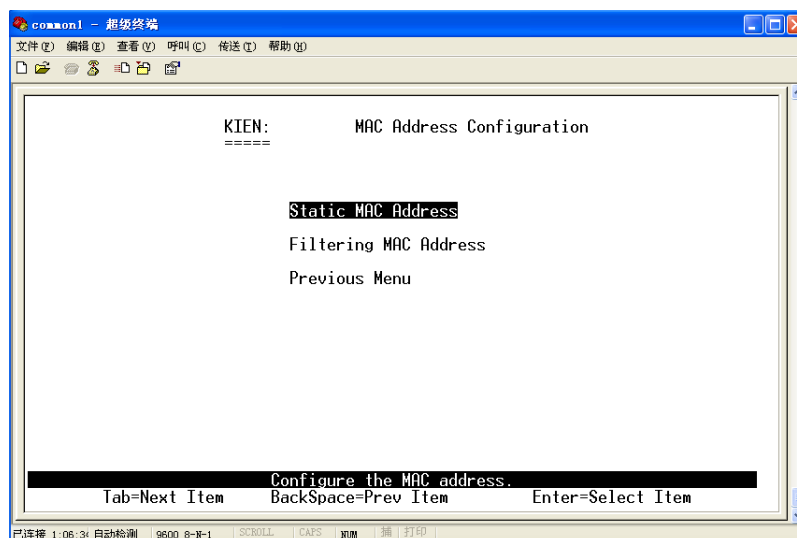 common1 - 超级终端
文件(F) 编辑(E) 查看(V) 呼叫(C) 传送(T) 帮助(H)
KIEN: MAC Address Configuration
=====
Static MAC Address
Filtering MAC Address
Previous Menu
Configure the MAC address.
Tab=Next Item BackSpace=Prev Item Enter=Select Item
已连接 1:06:34 自动检测 9600 8-N-1 SCROLL CAPS NUM 捕 打印